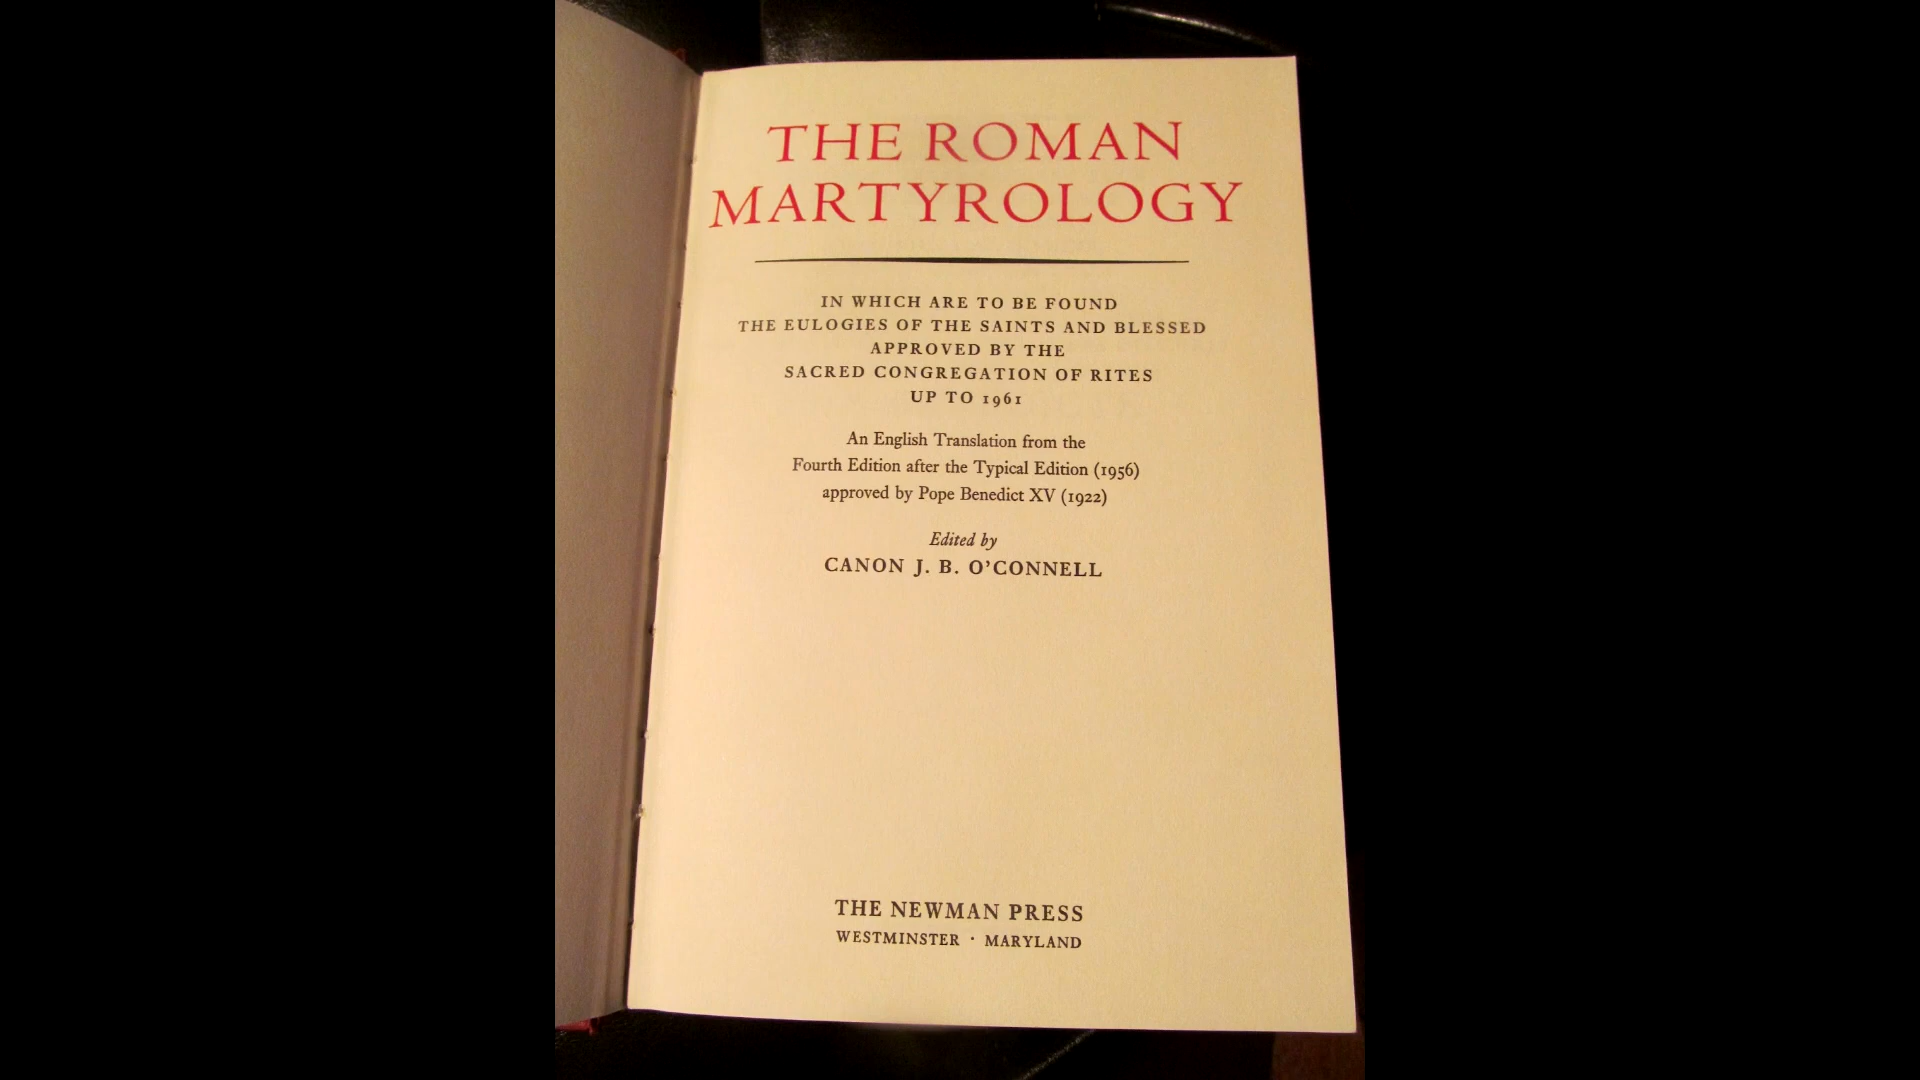 THE ROMAN
MARTYROLOGY
IN WHICH ARE TO BE FOUND
THE EULOGIES OF THE SAINTS AND BLESSED
APPROVED BY THE
SACRED CONGREGATION OF RITES
UP TO 1961
An English Translation from the
Fourth Edition after the Typical Edition (1956)
approved by Pope Benedict XV (1922)
Edited by
CANON J. B. O'CONNELL
THE NEWMAN PRESS
WESTMINSTER · MARYLAND